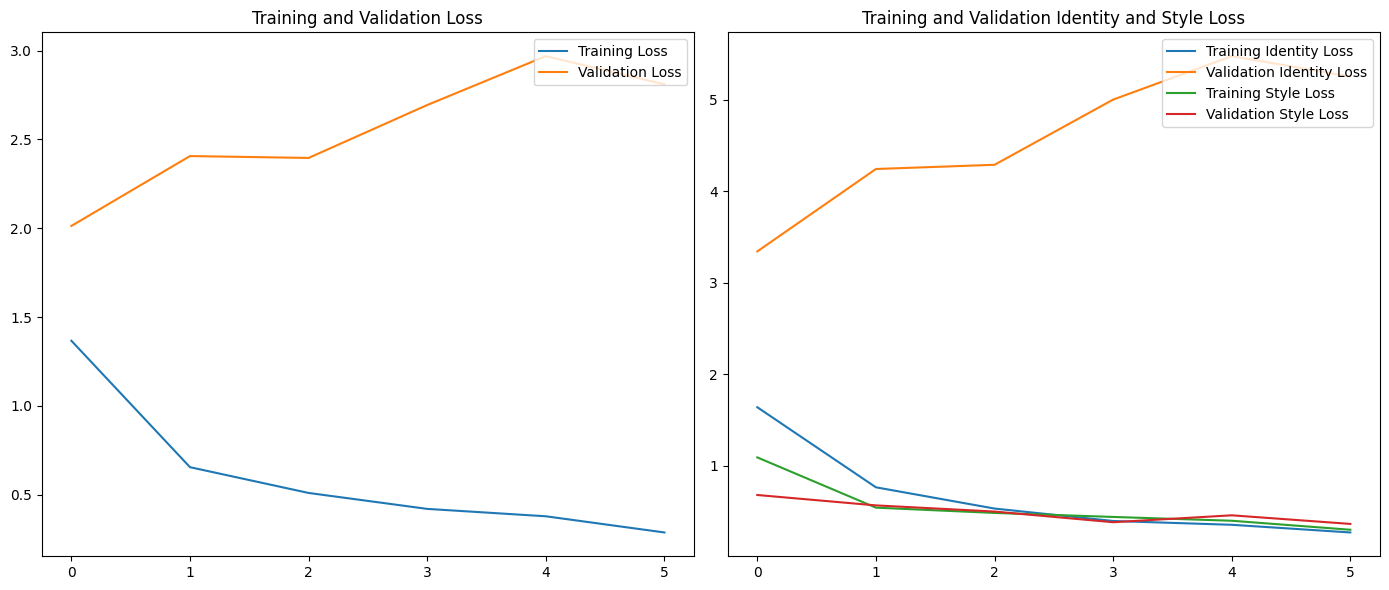 Training and Validation Loss
3.0
2.5
2.0
1.5
1.0
0.5
0 1 2 3 4 5
Training Loss
Validation Loss
Training and Validation Identity and Style Loss
5
4
3
2
1
0 1 2 3 4 5
Training Identity Loss
Validation Identity Loss
Training Style Loss
Validation Style Loss